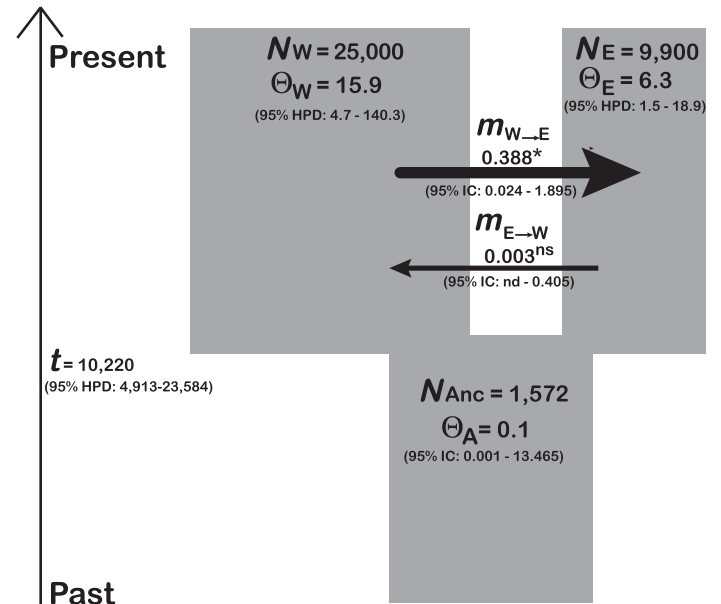 Present
NW = 25,000
ΘW = 15.9
(95% HPD: 4.7 - 140.3)
NE = 9,900
ΘE = 6.3
(95% HPD: 1.5 - 18.9)
mW→E
0.388*
(95% IC: 0.024 - 1.895)
mE→W
0.003ns
(95% IC: nd - 0.405)
t = 10,220
(95% HPD: 4,913-23,584)
NAnc = 1,572
ΘA = 0.1
(95% IC: 0.001 - 13.465)
Past